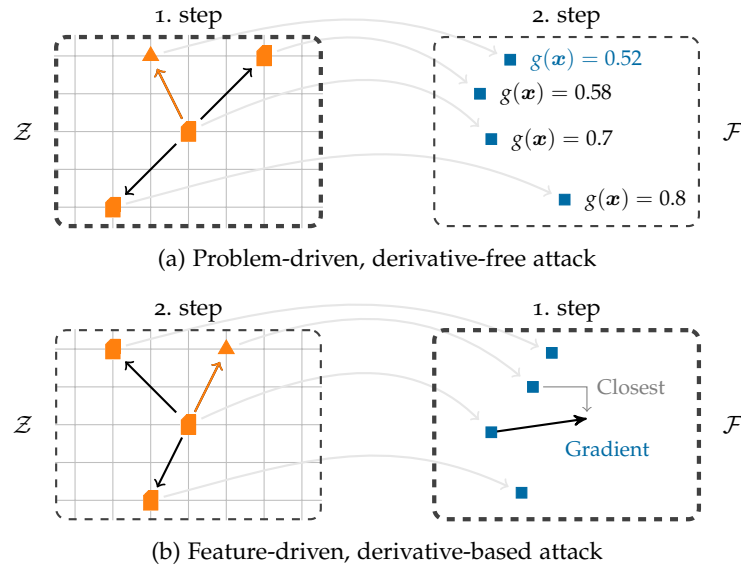 1. step
2. step
𝒵
g(𝒙) = 0.52
g(𝒙) = 0.58
g(𝒙) = 0.7
g(𝒙) = 0.8
ℱ
(a) Problem-driven, derivative-free attack
2. step
1. step
𝒵
Closest
Gradient
ℱ
(b) Feature-driven, derivative-based attack